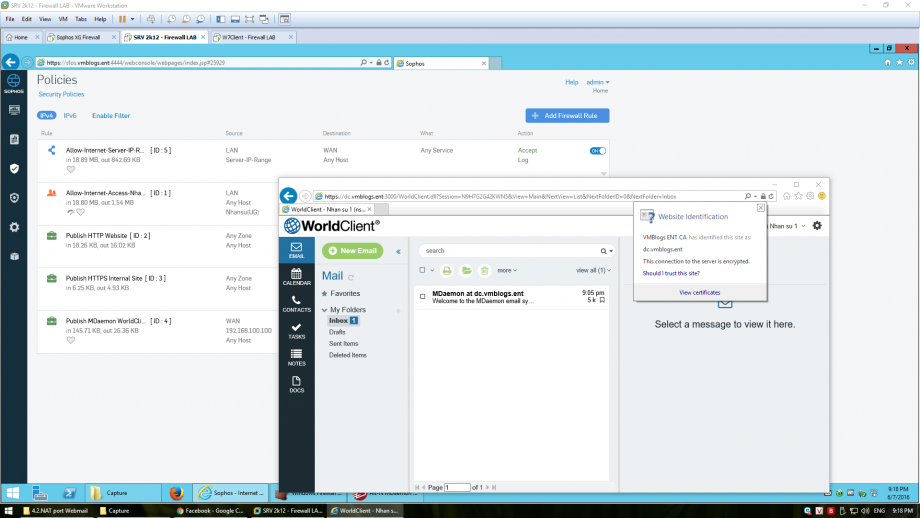 SRV 2k12 - Firewall LAB - VMware Workstation
File Edit View VM Tabs Help
Home Sophos XG Firewall SRV 2k12 - Firewall LAB W7Client - Firewall LAB
https://sfos.vmblogs.ent:4444/webconsole/webpages/index.jsp#23929 Sophos
SOPHOS
Policies
Help admin
Home
Security Policies
IPv4 IPv6 Enable Filter
Add Firewall Rule
Rule Source Destination What Action
Allow-Internet-Server-IP-R... [ ID : 5 ] LAN WAN Any Service Accept ON
in 18.89 MB, out 842.69 KB Server-IP-Range Any Host Log
Allow-Internet-Access-Nha... [ ID : 1 ] LAN
in 18.80 MB, out 1.54 MB Any Host
Nhansu(UG)
Publish HTTP Website [ ID : 2 ] Any Zone
in 18.26 KB, out 16.02 KB Any Host
Publish HTTPS Internal Site [ ID : 3 ] Any Zone
in 6.25 KB, out 4.93 KB Any Host
Publish MDaemon WorldCli... [ ID : 4 ] WAN
in 145.71 KB, out 26.36 KB 192.168.100.100
Any Host
https://dc.vmblogs.ent:3000/WorldClient.dll?Session=N9H7G2G42KWN5&View=Main&NextView=List&NextFolderID=0&NextFolder=Inbox
WorldClient - Nhan su 1 (ns...
WorldClient®
Nhan su 1
EMAIL
CALENDAR
CONTACTS
TASKS
NOTES
DOCS
New Email
Mail
Favorites
My Folders
Inbox 1
Drafts
Sent Items
Deleted Items
search
more view all (1)
MDaemon at dc.vmblogs.ent 9:05 pm
Welcome to the MDaemon email sy... 5 k
Website Identification
VMBlogs ENT CA has identified this site as:
dc.vmblogs.ent
This connection to the server is encrypted.
Should I trust this site?
View certificates
Select a message to view it here.
Page 1 of 1
Capture Sophos - Internet ...
9:18 PM
6/7/2016
4.2.NAT port Webmail Capture Facebook - Google C... SRV 2k12 - Firewall LA... WorldClient - Nhan s...
ENG 9:18 PM